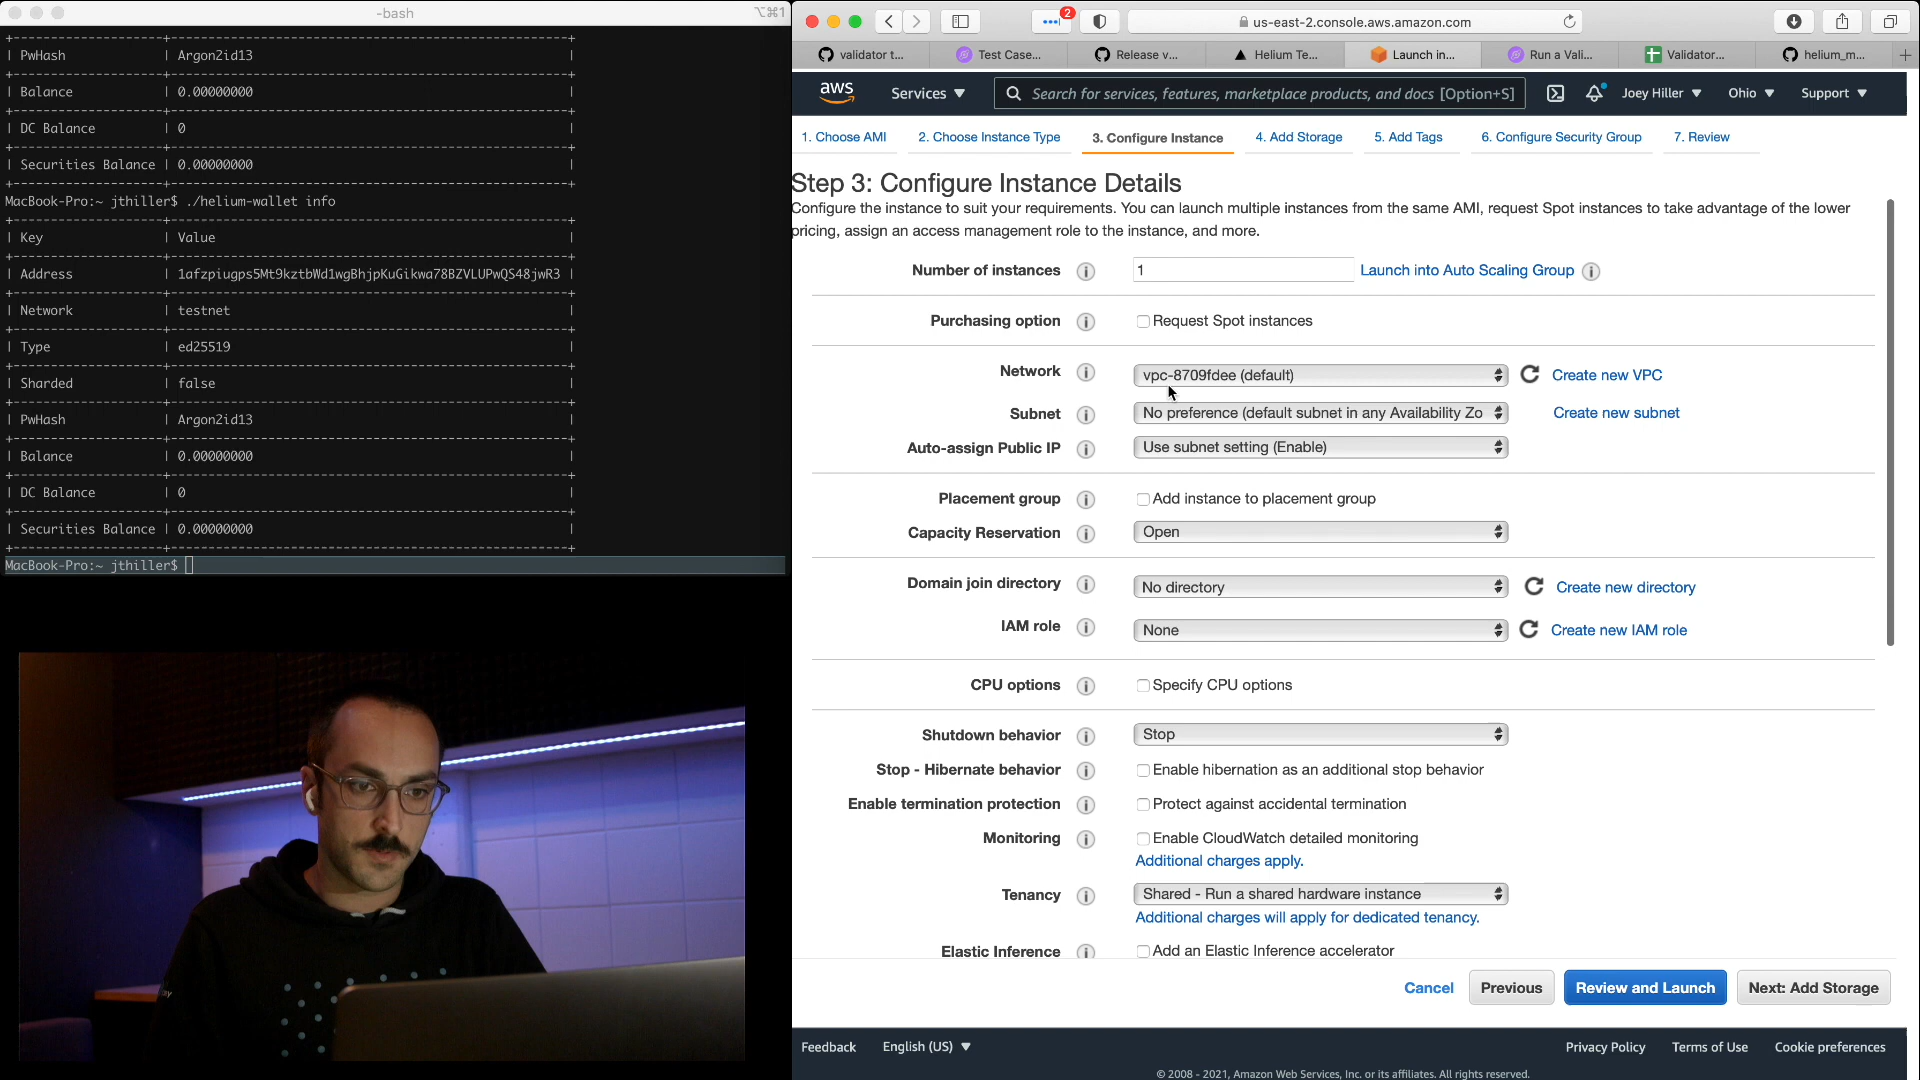 -bash
⌥⌘1
| PwHash | Argon2id13 |
| Balance | 0.00000000 |
| DC Balance | 0 |
| Securities Balance | 0.00000000 |
MacBook-Pro:~ jthiller$ ./helium-wallet info
| Key | Value |
| Address | 1afzpiugps5Mt9kztbWd1wgBhjpKuGikwa78BZVLUPwQS48jwR3 |
| Network | testnet |
| Type | ed25519 |
| Sharded | false |
| PwHash | Argon2id13 |
| Balance | 0.00000000 |
| DC Balance | 0 |
| Securities Balance | 0.00000000 |
MacBook-Pro:~ jthiller$
2
us-east-2.console.aws.amazon.com
validator t... Test Case... Release v... Helium Te... Launch in... Run a Vali... Validator... helium_m...
aws Services Search for services, features, marketplace products, and docs [Option+S] Joey Hiller Ohio Support
1. Choose AMI 2. Choose Instance Type 3. Configure Instance 4. Add Storage 5. Add Tags 6. Configure Security Group 7. Review
Step 3: Configure Instance Details
Configure the instance to suit your requirements. You can launch multiple instances from the same AMI, request Spot instances to take advantage of the lower
pricing, assign an access management role to the instance, and more.
Number of instances 1 Launch into Auto Scaling Group
Purchasing option Request Spot instances
Network vpc-8709fdee (default) Create new VPC
Subnet No preference (default subnet in any Availability Zo Create new subnet
Auto-assign Public IP Use subnet setting (Enable)
Placement group Add instance to placement group
Capacity Reservation Open
Domain join directory No directory Create new directory
IAM role None Create new IAM role
CPU options Specify CPU options
Shutdown behavior Stop
Stop - Hibernate behavior Enable hibernation as an additional stop behavior
Enable termination protection Protect against accidental termination
Monitoring Enable CloudWatch detailed monitoring
Additional charges apply.
Tenancy Shared - Run a shared hardware instance
Additional charges will apply for dedicated tenancy.
Elastic Inference Add an Elastic Inference accelerator
Cancel Previous Review and Launch Next: Add Storage
Feedback English (US) Privacy Policy Terms of Use Cookie preferences
© 2008 - 2021, Amazon Web Services, Inc. or its affiliates. All rights reserved.